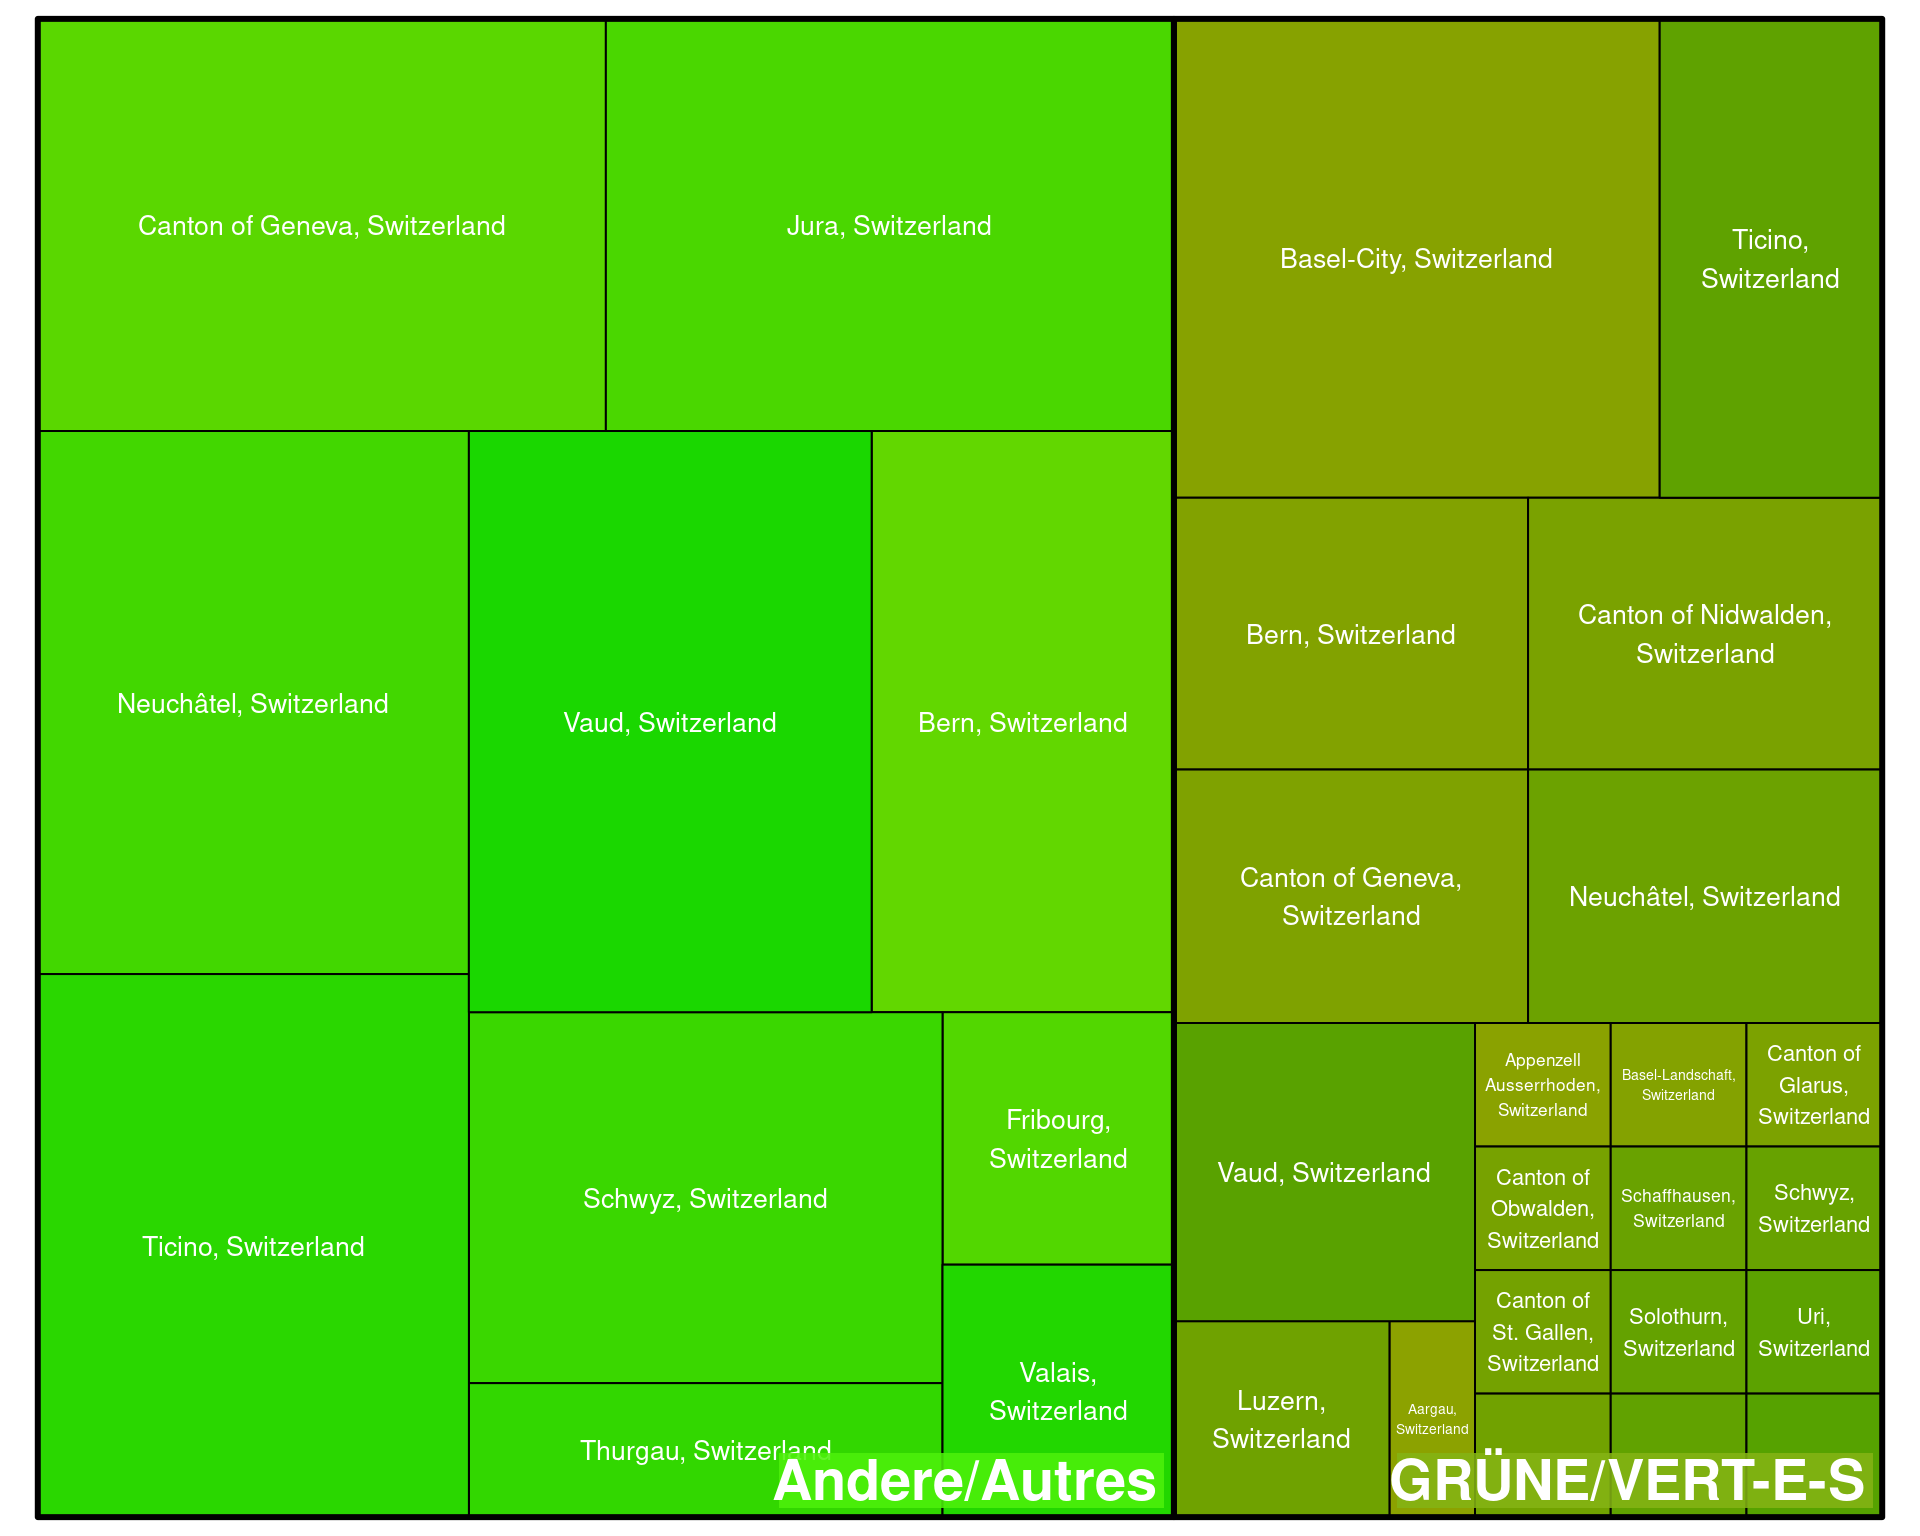 Canton of Geneva, Switzerland
Jura, Switzerland
Neuchâtel, Switzerland
Vaud, Switzerland
Bern, Switzerland
Ticino, Switzerland
Schwyz, Switzerland
Fribourg,
Switzerland
Valais,
Switzerland
Thurgau, Switzerland
Andere/Autres
Basel-City, Switzerland
Ticino,
Switzerland
Bern, Switzerland
Canton of Nidwalden,
Switzerland
Canton of Geneva,
Switzerland
Neuchâtel, Switzerland
Vaud, Switzerland
Appenzell
Ausserrhoden,
Switzerland
Basel-Landschaft,
Switzerland
Canton of
Glarus,
Switzerland
Canton of
Obwalden,
Switzerland
Schaffhausen,
Switzerland
Schwyz,
Switzerland
Canton of
St. Gallen,
Switzerland
Solothurn,
Switzerland
Uri,
Switzerland
Luzern,
Switzerland
Aargau,
Switzerland
GRÜNE/VERT-E-S